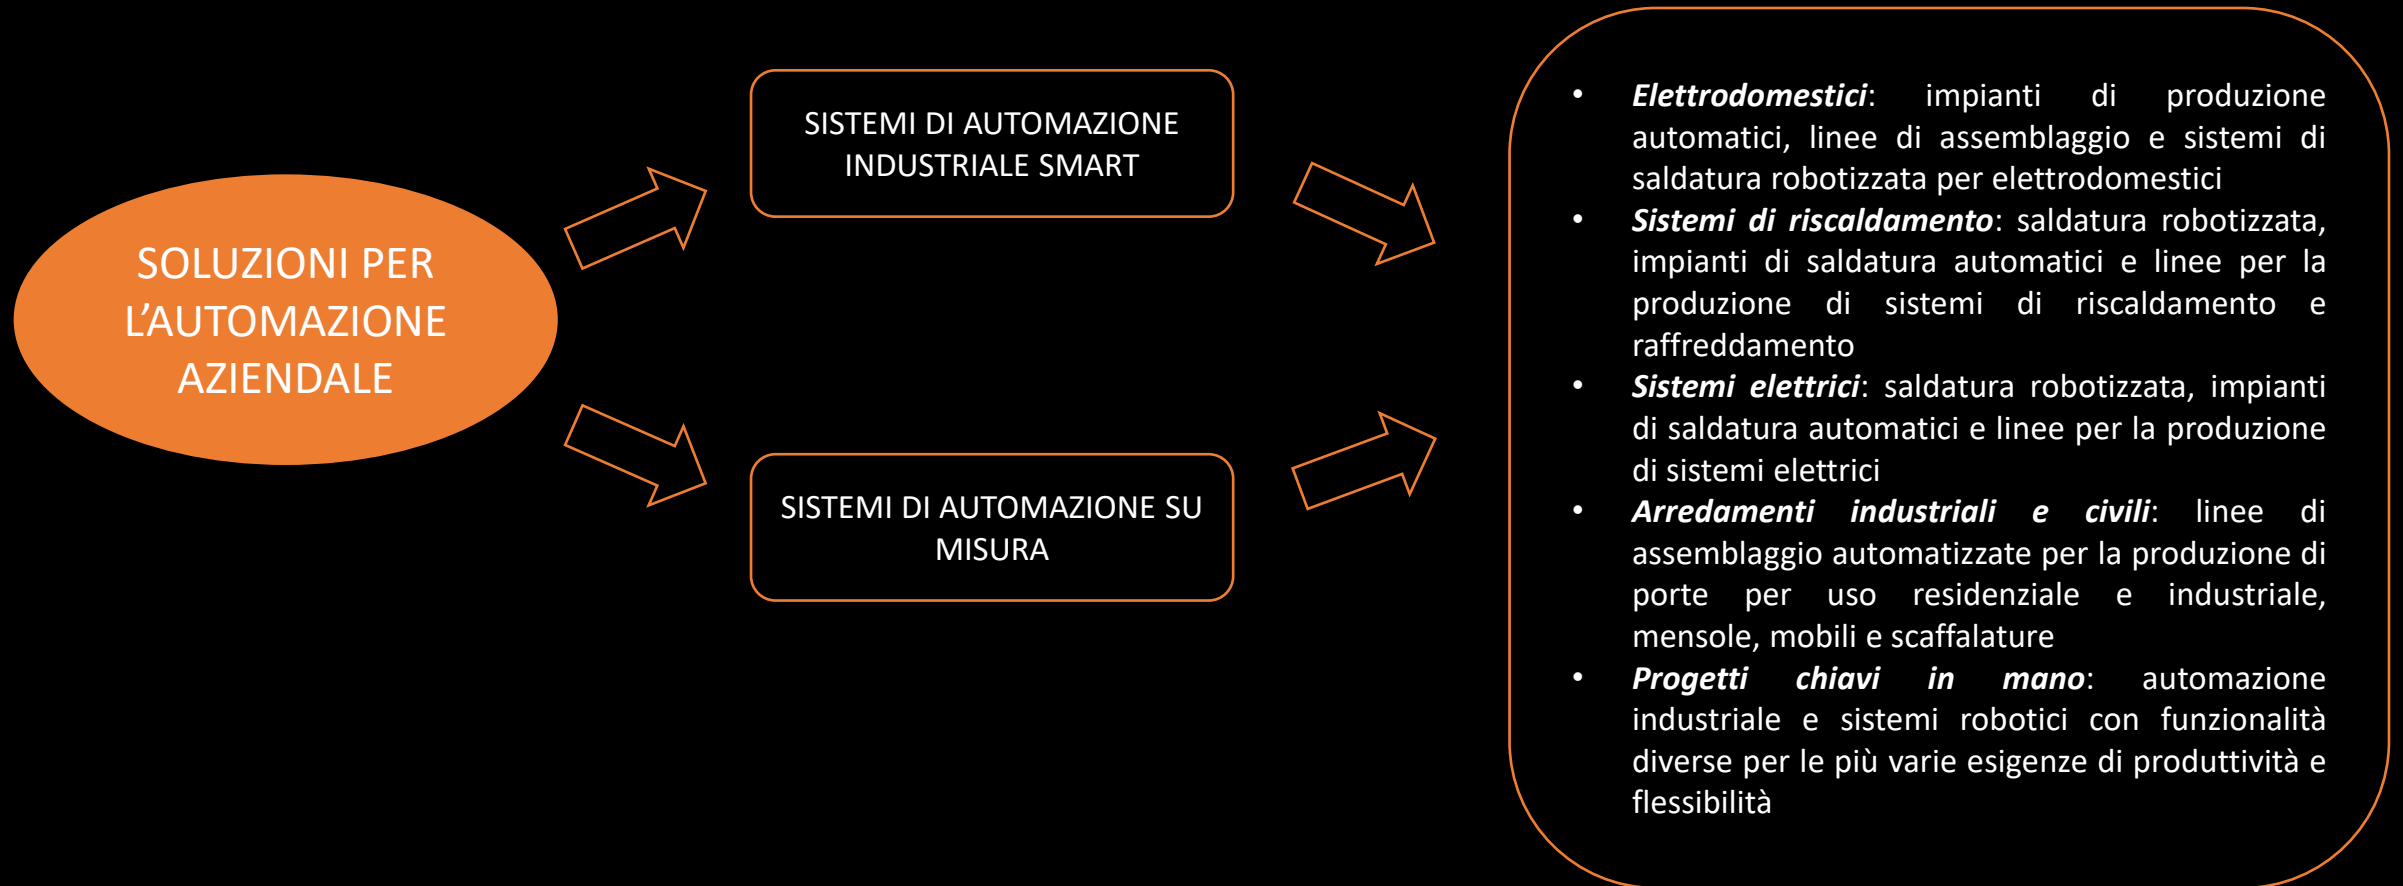 SOLUZIONI PER
L’AUTOMAZIONE
AZIENDALE
SISTEMI DI AUTOMAZIONE
INDUSTRIALE SMART
SISTEMI DI AUTOMAZIONE SU
MISURA
• Elettrodomestici: impianti di produzione
automatici, linee di assemblaggio e sistemi di
saldatura robotizzata per elettrodomestici
• Sistemi di riscaldamento: saldatura robotizzata,
impianti di saldatura automatici e linee per la
produzione di sistemi di riscaldamento e
raffreddamento
• Sistemi elettrici: saldatura robotizzata, impianti
di saldatura automatici e linee per la produzione
di sistemi elettrici
• Arredamenti industriali e civili: linee di
assemblaggio automatizzate per la produzione di
porte per uso residenziale e industriale,
mensole, mobili e scaffalature
• Progetti chiavi in mano: automazione
industriale e sistemi robotici con funzionalità
diverse per le più varie esigenze di produttività e
flessibilità